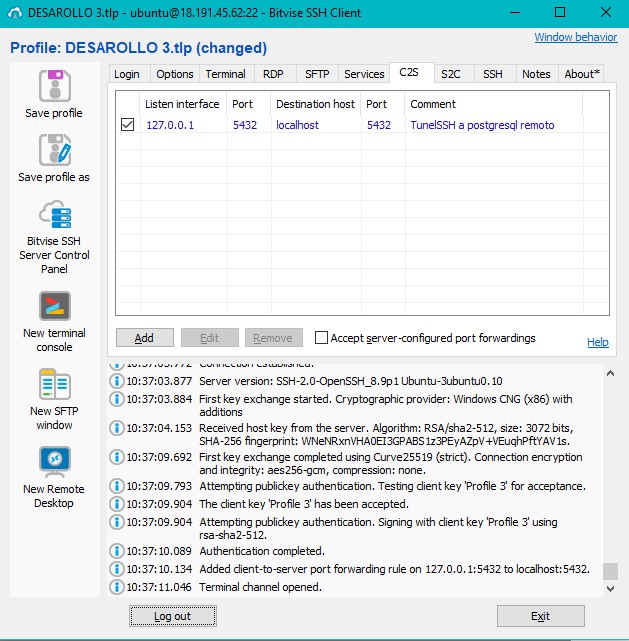 DESAROLLO 3.tlp - ubuntu@18.191.45.62:22 - Bitvise SSH Client
Profile: DESAROLLO 3.tlp (changed)
Window behavior
Save profile
Save profile as
Bitvise SSH
Server Control
Panel
New terminal
console
New SFTP
window
New Remote
Desktop
Login Options Terminal RDP SFTP Services C2S S2C SSH Notes About*
Listen interface Port Destination host Port Comment
127.0.0.1 5432 localhost 5432 TunelSSH a postgresql remoto
Add Edit Remove Accept server-configured port forwardings Help
10:37:03.772 Connection established.
10:37:03.877 Server version: SSH-2.0-OpenSSH_8.9p1 Ubuntu-3ubuntu0.10
10:37:03.884 First key exchange started. Cryptographic provider: Windows CNG (x86) with
additions
10:37:04.153 Received host key from the server. Algorithm: RSA/sha2-512, size: 3072 bits,
SHA-256 fingerprint: WNeNRxnVHA0EI3GPABS1z3PEyAZpV+VEuqhPftYAV1s.
10:37:09.692 First key exchange completed using Curve25519 (strict). Connection encryption
and integrity: aes256-gcm, compression: none.
10:37:09.793 Attempting publickey authentication. Testing client key 'Profile 3' for acceptance.
10:37:09.904 The client key 'Profile 3' has been accepted.
10:37:09.904 Attempting publickey authentication. Signing with client key 'Profile 3' using
rsa-sha2-512.
10:37:10.089 Authentication completed.
10:37:10.134 Added client-to-server port forwarding rule on 127.0.0.1:5432 to localhost:5432.
10:37:11.046 Terminal channel opened.
Log out Exit